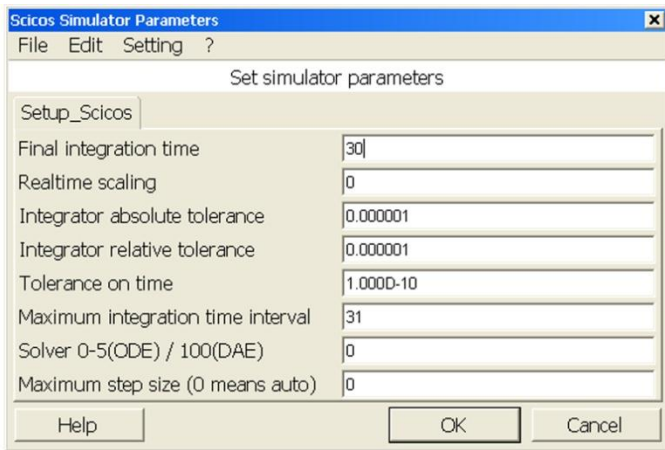 Scicos Simulator Parameters
File Edit Setting ?
Set simulator parameters
Setup_Scicos
Final integration time 30
Realtime scaling 0
Integrator absolute tolerance 0.000001
Integrator relative tolerance 0.000001
Tolerance on time 1.000D-10
Maximum integration time interval 31
Solver 0-5(ODE) / 100(DAE) 0
Maximum step size (0 means auto) 0
Help OK Cancel